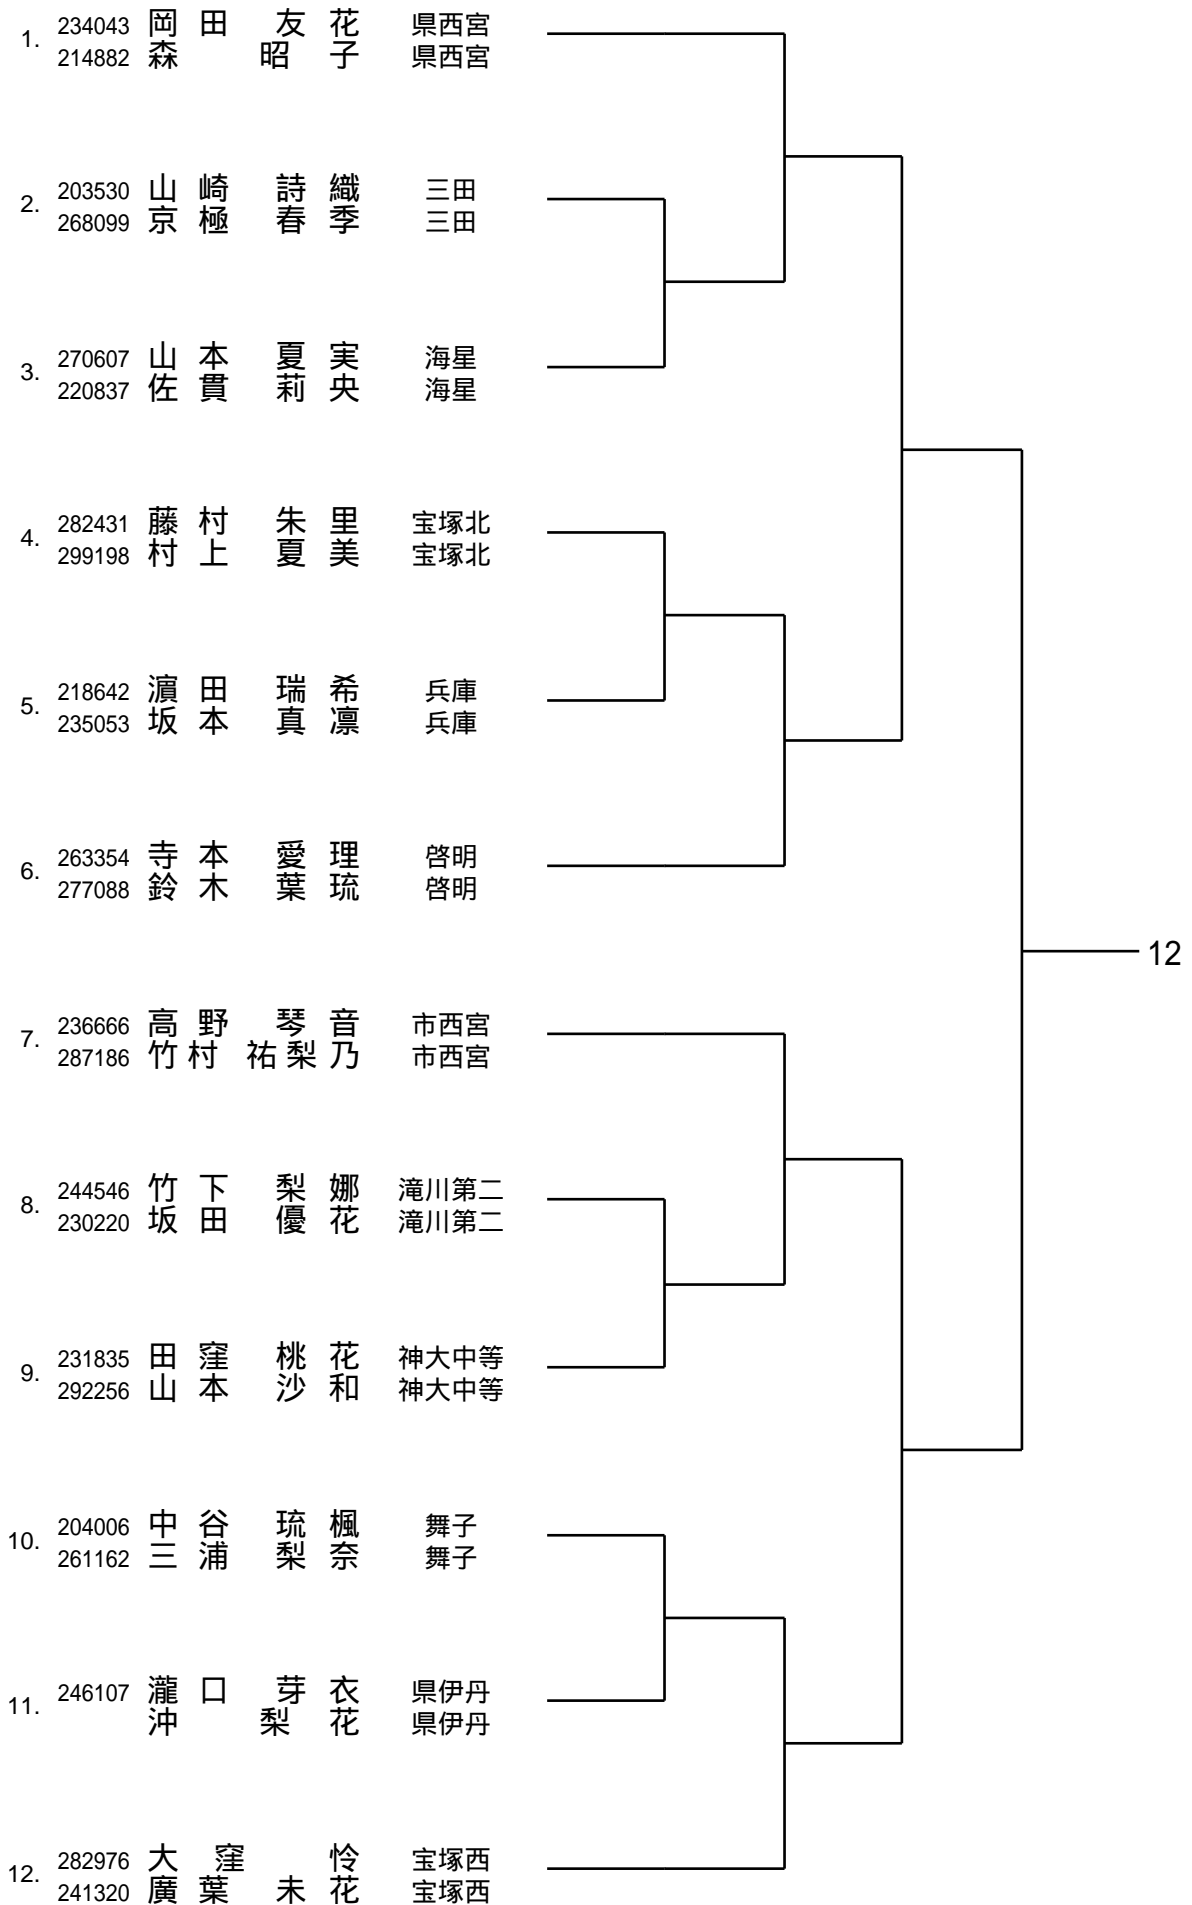 1. 234043 岡田 友花 県西宮
214882 森 昭子 県西宮
2. 203530 山崎 詩織 三田
268099 京極 春季 三田
3. 270607 山本 夏実 海星
220837 佐貫 莉央 海星
4. 282431 藤村 朱里 宝塚北
299198 村上 夏美 宝塚北
5. 218642 濵田 瑞希 兵庫
235053 坂本 真凛 兵庫
6. 263354 寺本 愛理 啓明
277088 鈴木 葉琉 啓明
12
7. 236666 高野 琴音 市西宮
287186 竹村 祐梨乃 市西宮
8. 244546 竹下 梨娜 滝川第二
230220 坂田 優花 滝川第二
9. 231835 田窪 桃花 神大中等
292256 山本 沙和 神大中等
10. 204006 中谷 琉楓 舞子
261162 三浦 梨奈 舞子
11. 246107 瀧口 芽衣 県伊丹
沖 梨花 県伊丹
12. 282976 大窪 怜 宝塚西
241320 廣葉 未花 宝塚西